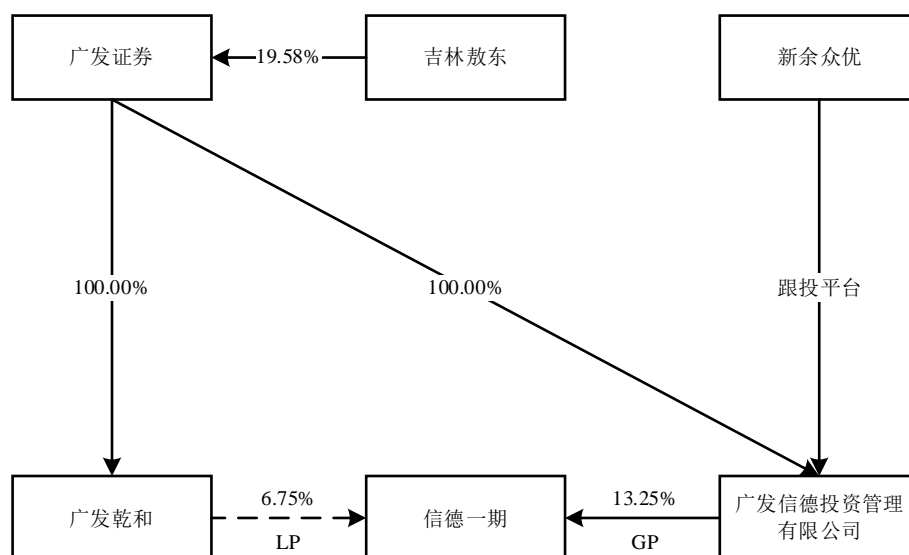 广发证券
19.58%
吉林敖东
新余众优
100.00%
100.00%
跟投平台
广发乾和
6.75%
LP
信德一期
13.25%
GP
广发信德投资管理
有限公司